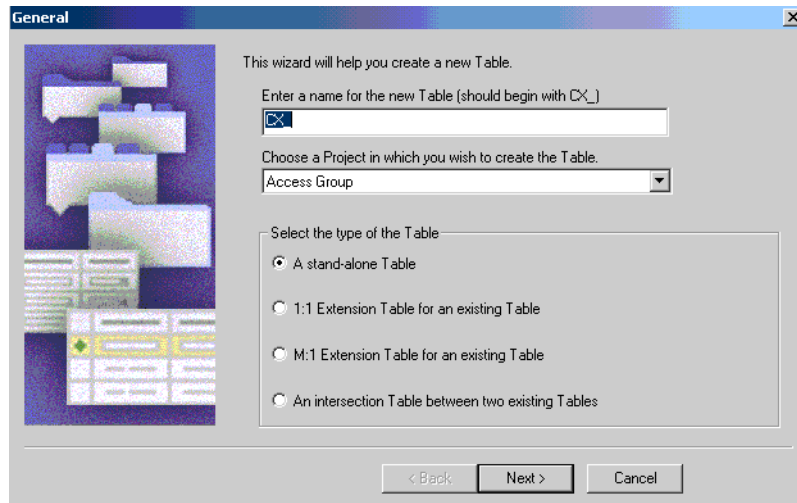 General
This wizard will help you create a new Table.
Enter a name for the new Table (should begin with CX_)
CX_
Choose a Project in which you wish to create the Table.
Access Group
Select the type of the Table
A stand-alone Table
1:1 Extension Table for an existing Table
M:1 Extension Table for an existing Table
An intersection Table between two existing Tables
< Back
Next >
Cancel